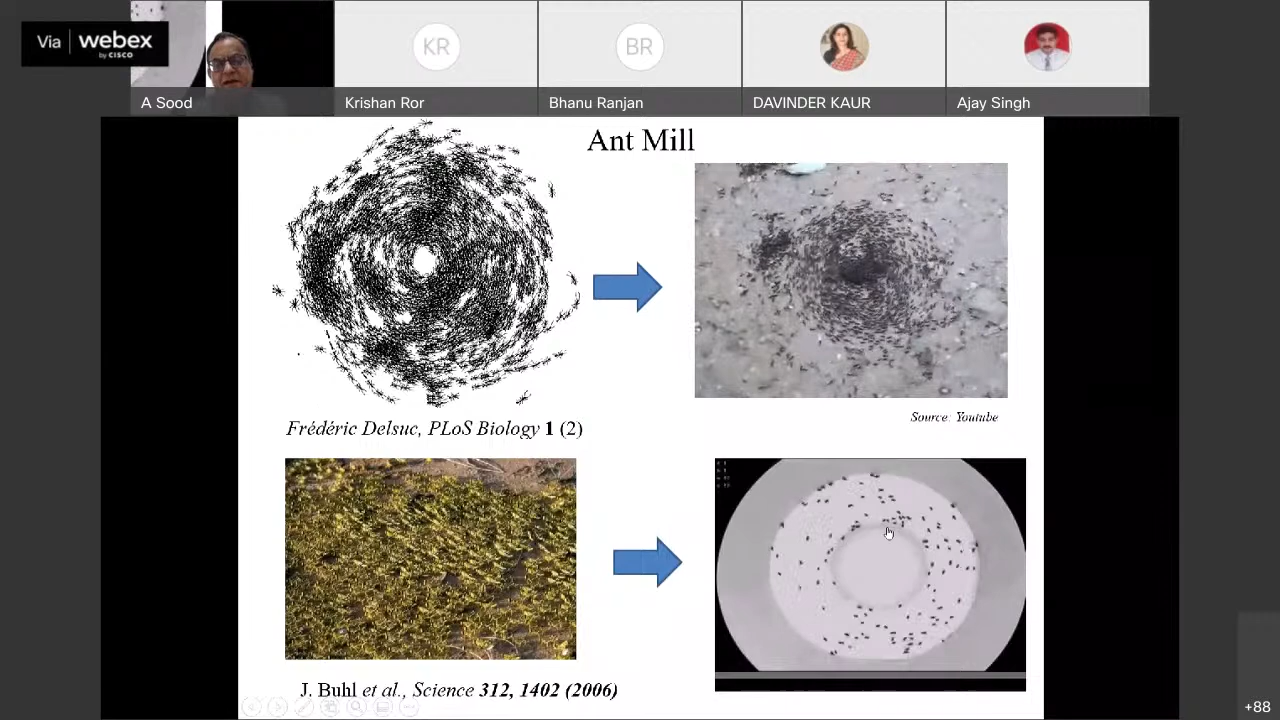 Via webex
by CISCO
A Sood
KR
Krishan Ror
BR
Bhanu Ranjan
DAVINDER KAUR
Ajay Singh
Ant Mill
Source: Youtube
Frédéric Delsuc, PLoS Biology 1 (2)
J. Buhl et al., Science 312, 1402 (2006)
+88